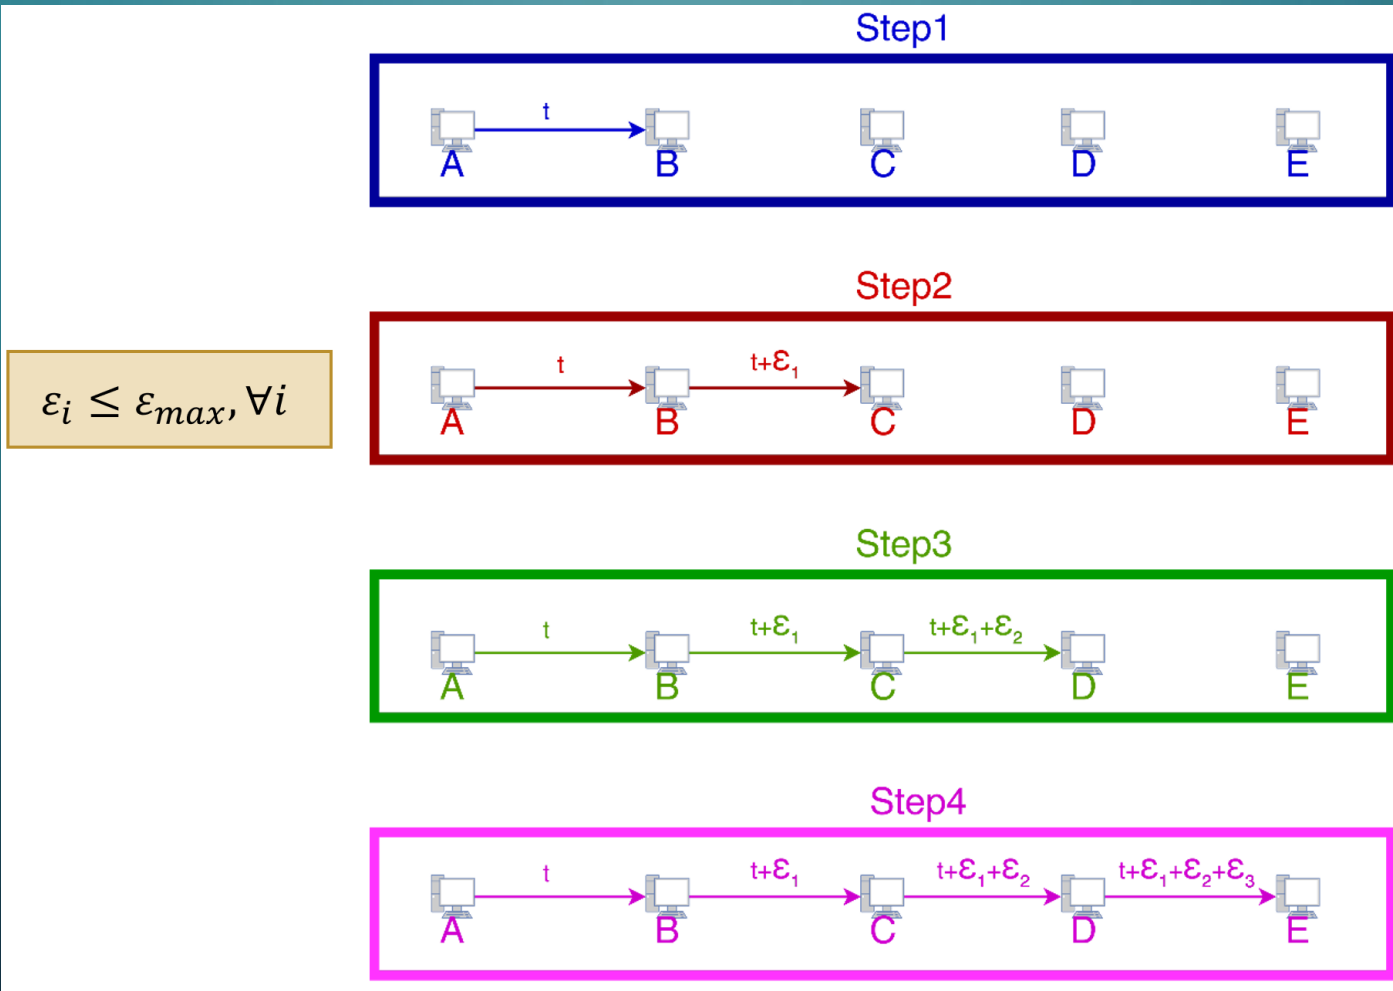 Step1
t
A B C D E
Step2
t t+ε₁
A B C D E
εᵢ ≤ εₘₐₓ, ∀i
Step3
t t+ε₁ t+ε₁+ε₂
A B C D E
Step4
t t+ε₁ t+ε₁+ε₂ t+ε₁+ε₂+ε₃
A B C D E